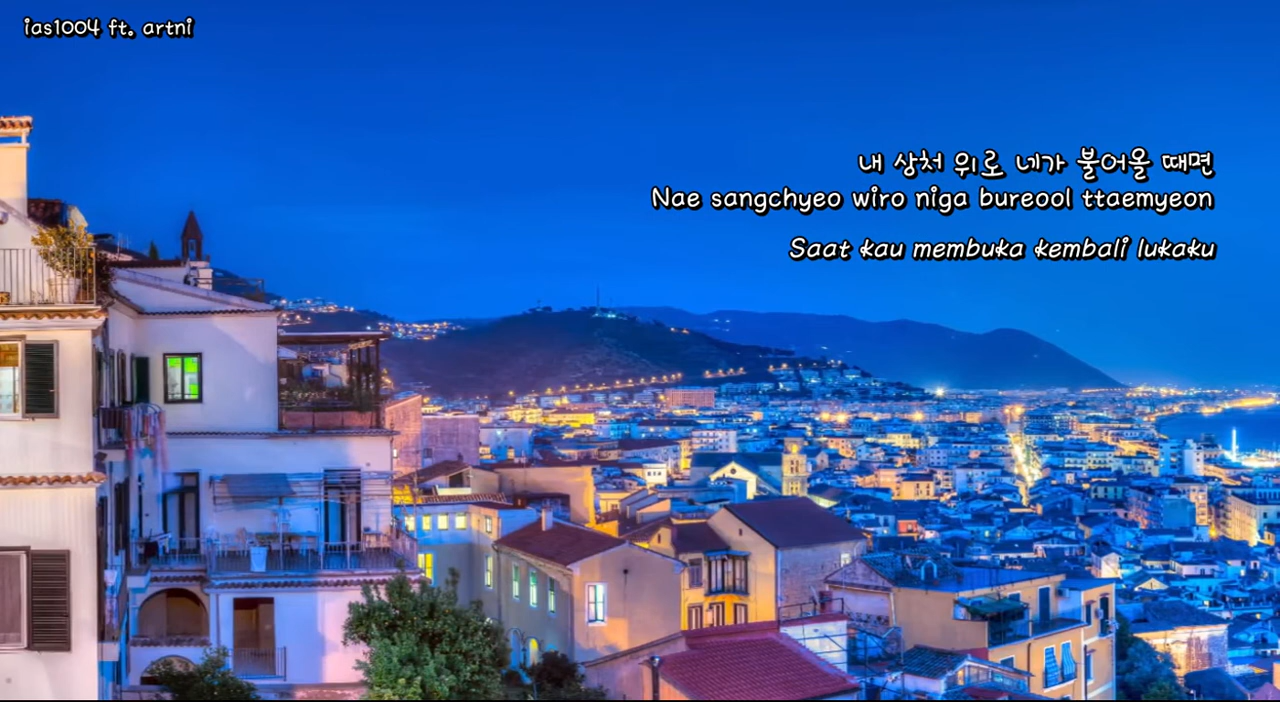 ias1004 ft. artni
내 상처 위로 네가 불어올 때면
Nae sangchyeo wiro niga bureool ttaemyeon
Saat kau membuka kembali lukaku